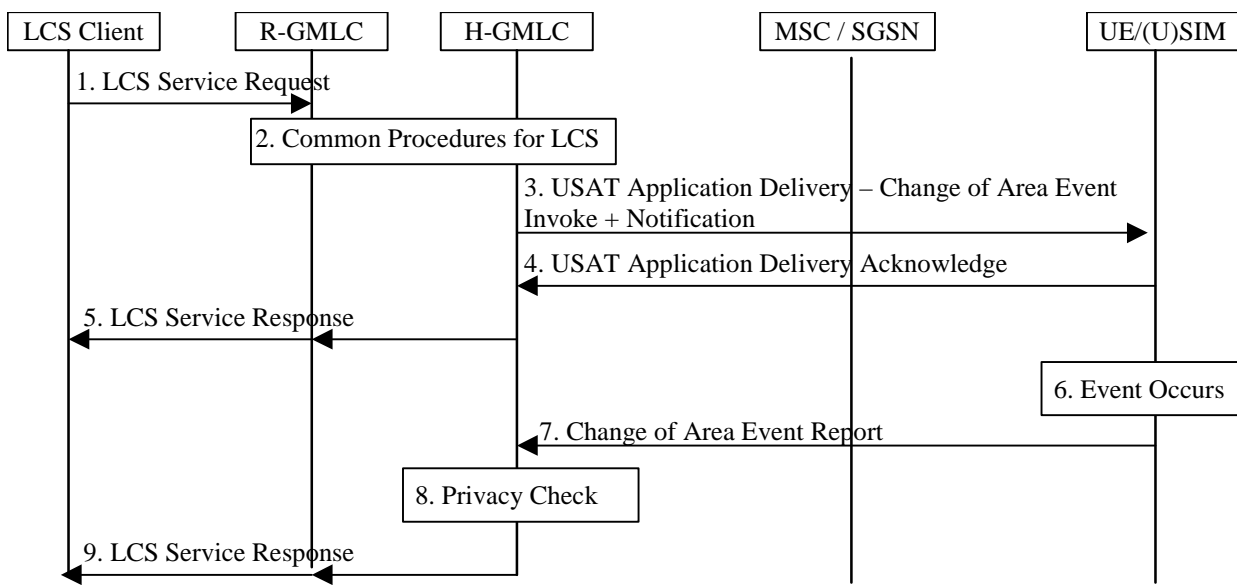 LCS Client
R-GMLC
H-GMLC
MSC / SGSN
UE/(U)SIM
1. LCS Service Request
2. Common Procedures for LCS
3. USAT Application Delivery – Change of Area Event
Invoke + Notification
4. USAT Application Delivery Acknowledge
5. LCS Service Response
6. Event Occurs
7. Change of Area Event Report
8. Privacy Check
9. LCS Service Response